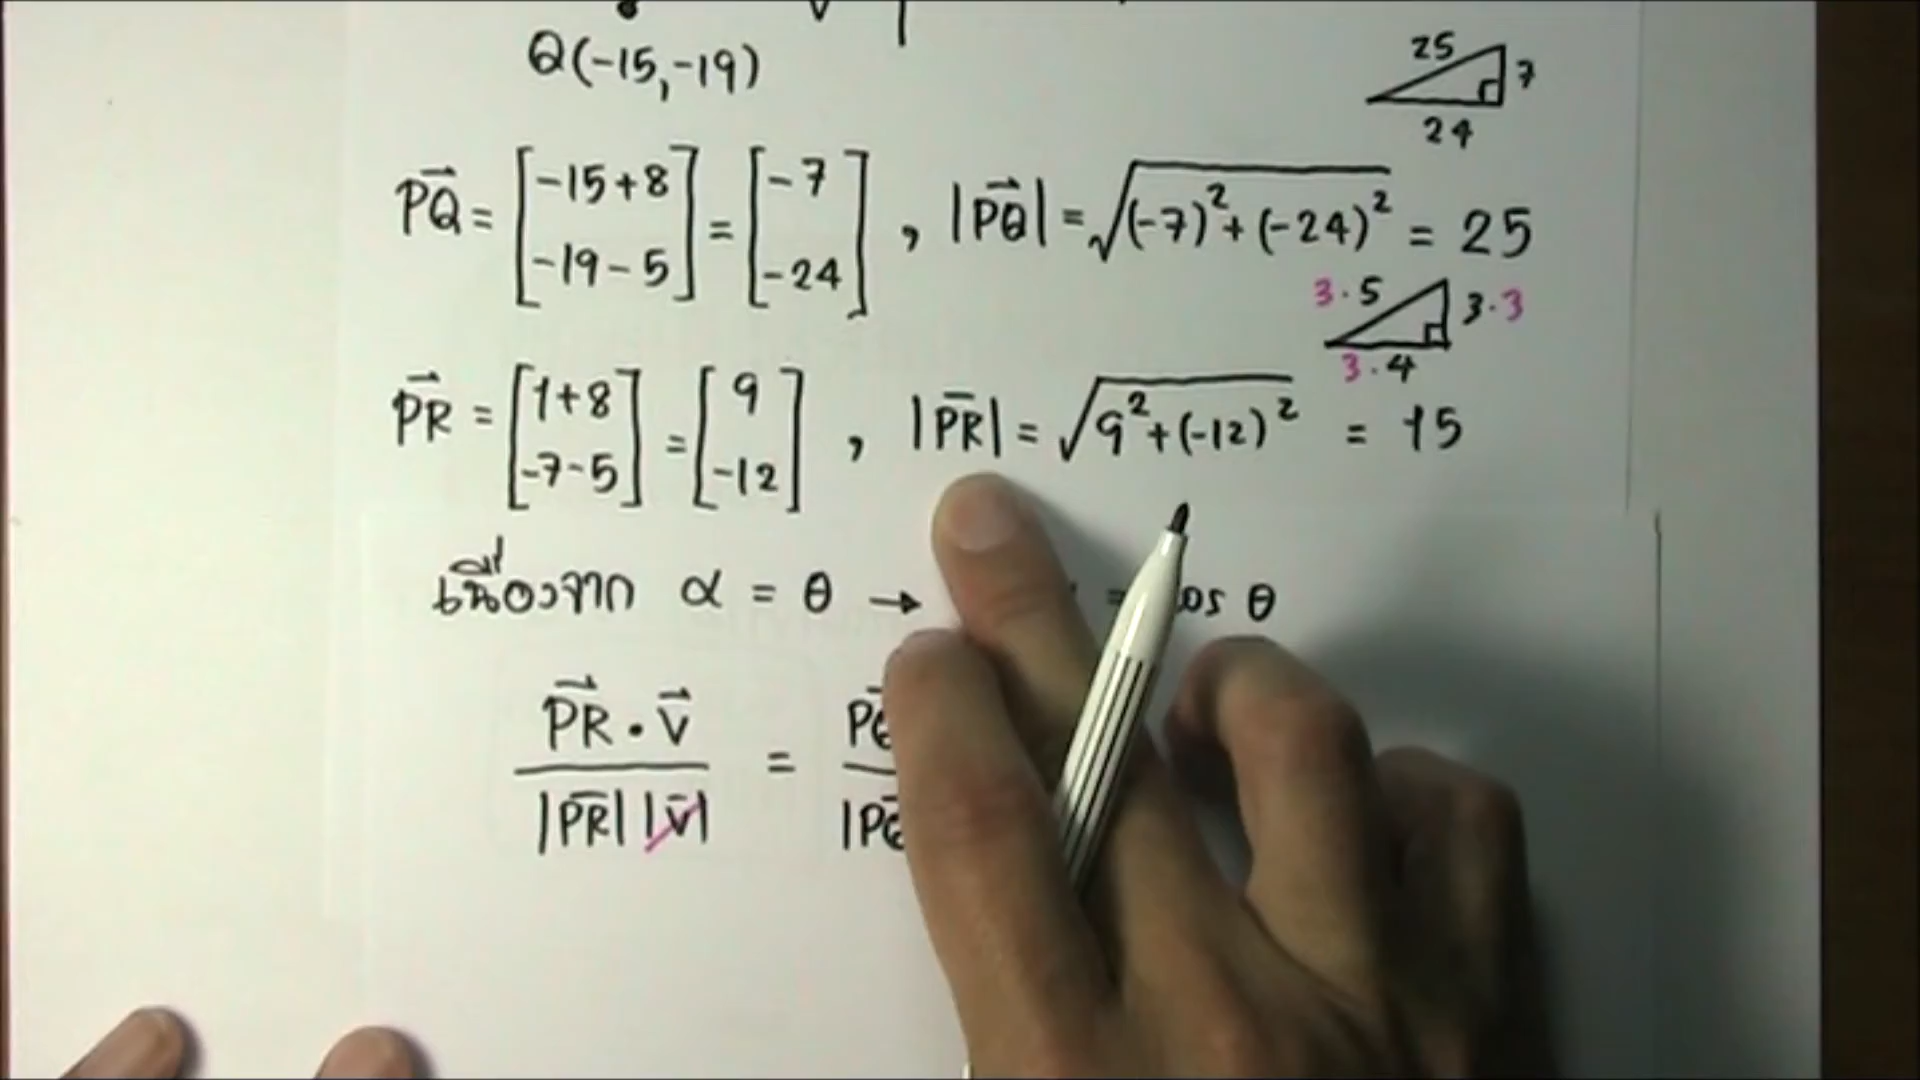 Q(-15,-19)
25
7
24
PQ = [-15+8 -19-5] = [-7 -24] , |PQ| = √(-7)²+(-24)² = 25
3·5
3·3
3·4
PR = [1+8 -7-5] = [9 -12] , |PR| = √9²+(-12)² = 15
เนื่องจาก α = θ → = cos θ
PR · V = 
|PR| |V| |